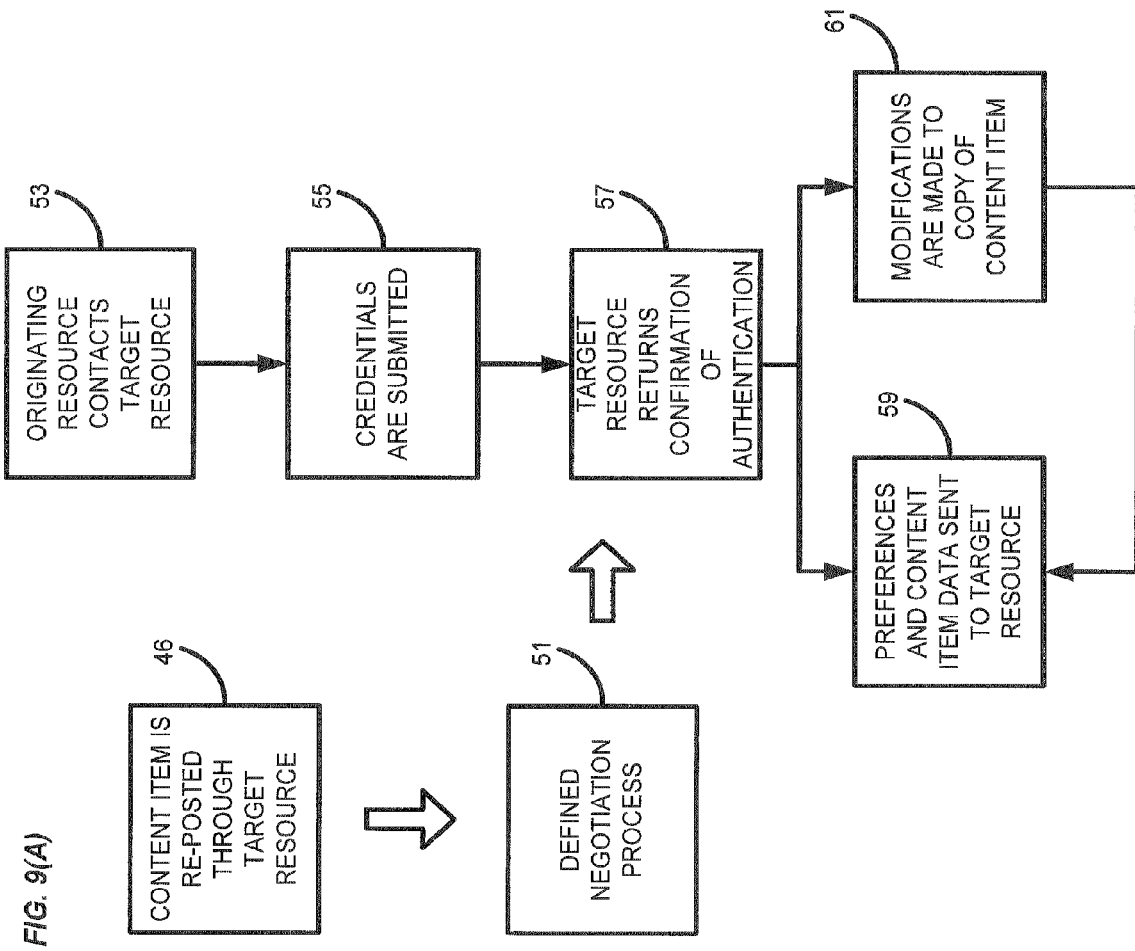 FIG. 9(A)
46
CONTENT ITEM IS
RE-POSTED
THROUGH
TARGET
RESOURCE
51
DEFINED
NEGOTIATION
PROCESS
53
ORIGINATING
RESOURCE
CONTACTS
TARGET
RESOURCE
55
CREDENTIALS
ARE SUBMITTED
57
TARGET
RESOURCE
RETURNS
CONFIRMATION
OF
AUTHENTICATION
59
PREFERENCES
AND CONTENT
ITEM DATA SENT
TO TARGET
RESOURCE
61
MODIFICATIONS
ARE MADE TO
COPY OF
CONTENT ITEM